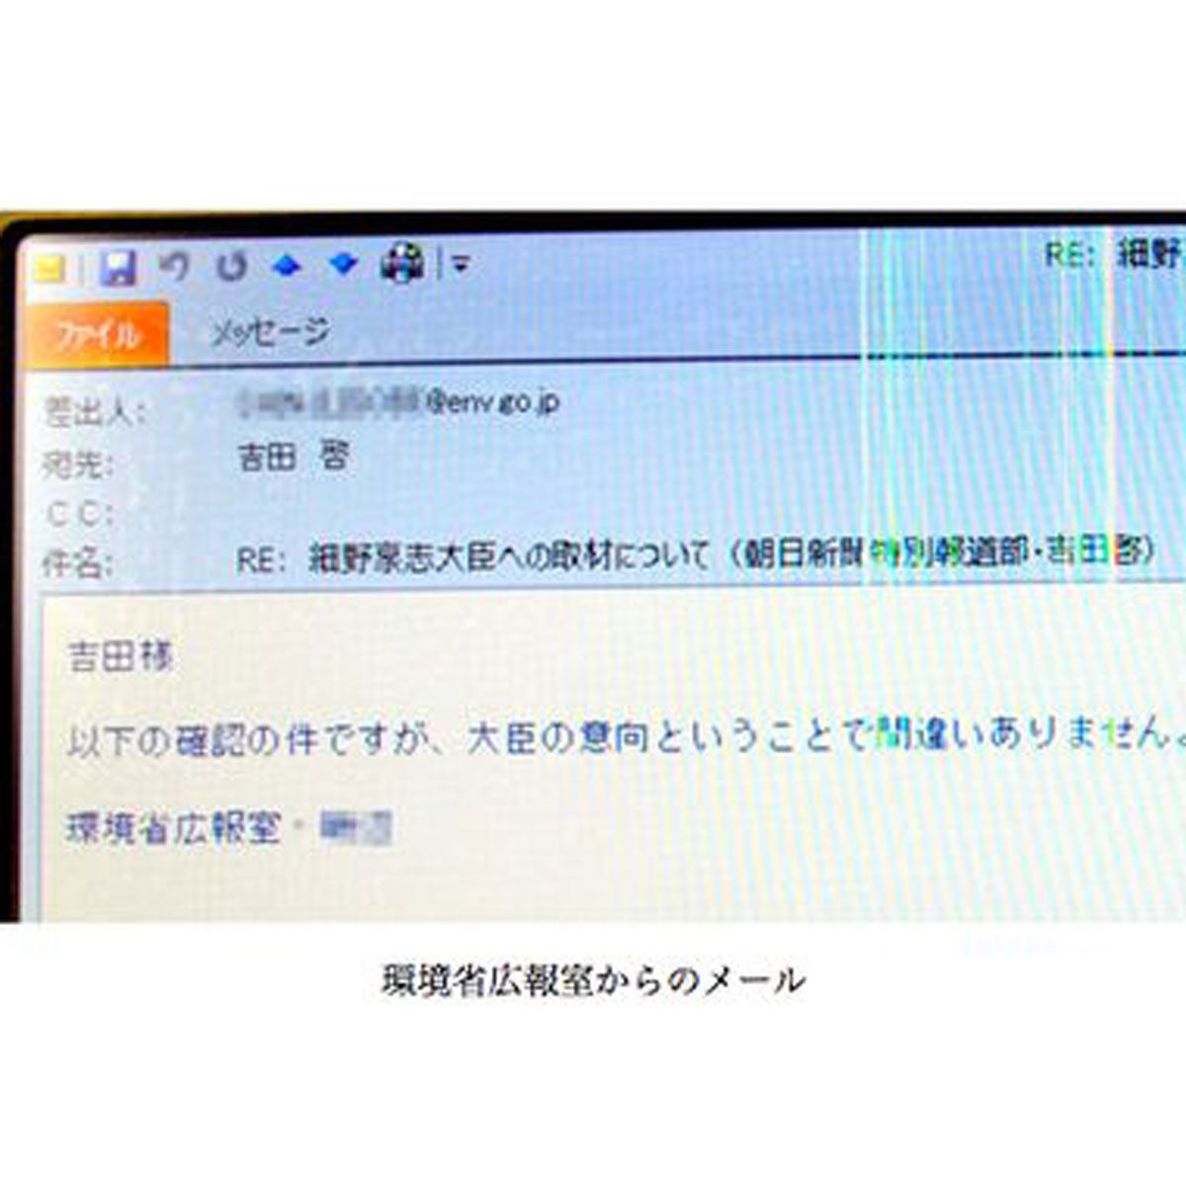 RE: 細野
ファイル メッセージ
差出人: @env.go.jp
宛先: 吉田 啓
CC:
件名: RE: 細野豪志大臣への取材について（朝日新聞特別報道部・吉田啓）
吉田様
以下の確認の件ですが、大臣の意向ということで間違いありません。
環境省広報室・
環境省広報室からのメール